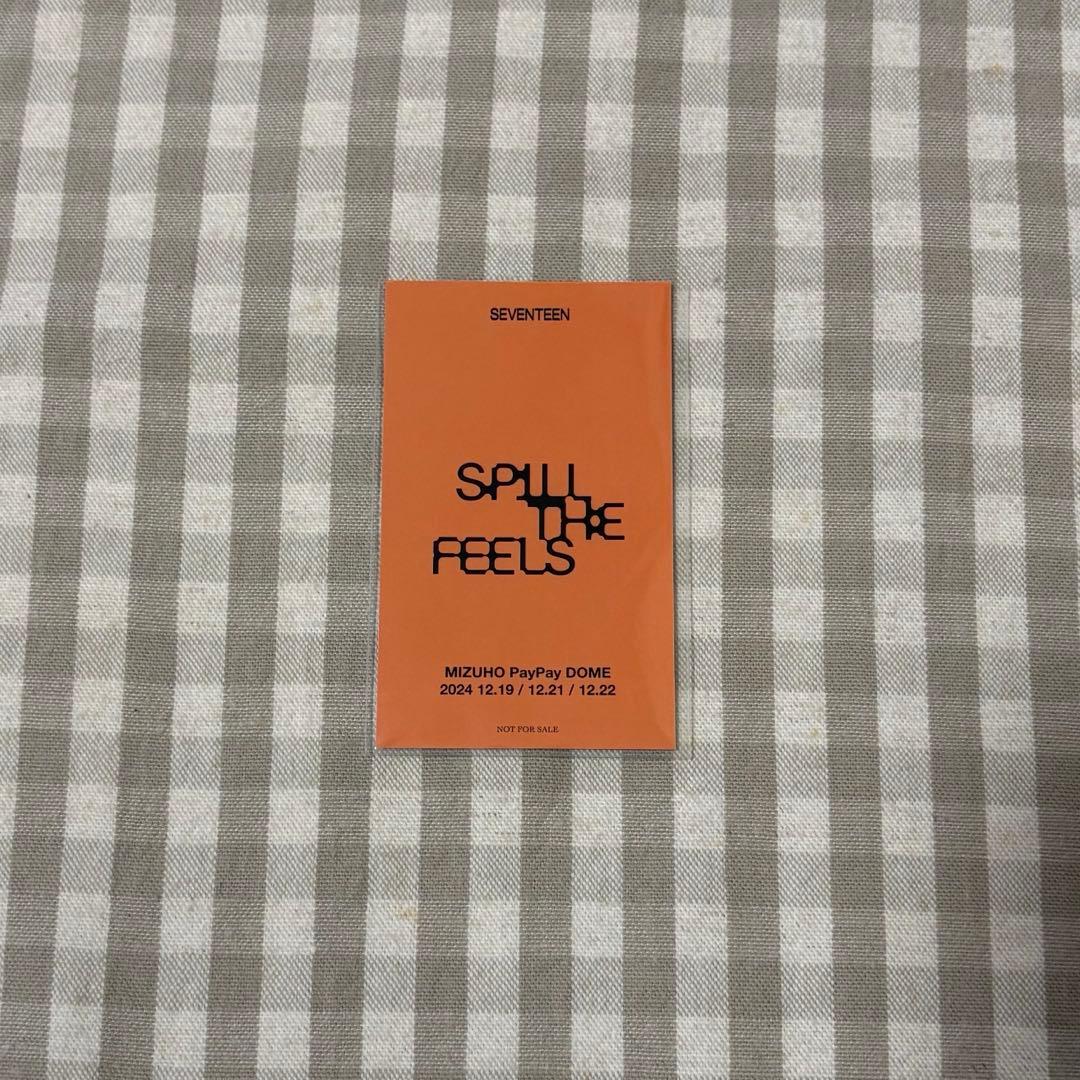 SEVENTEEN
SPILL
THE
FEELS
MIZUHO PayPay DOME
2024 12.19 / 12.21 / 12.22
NOT FOR SALE